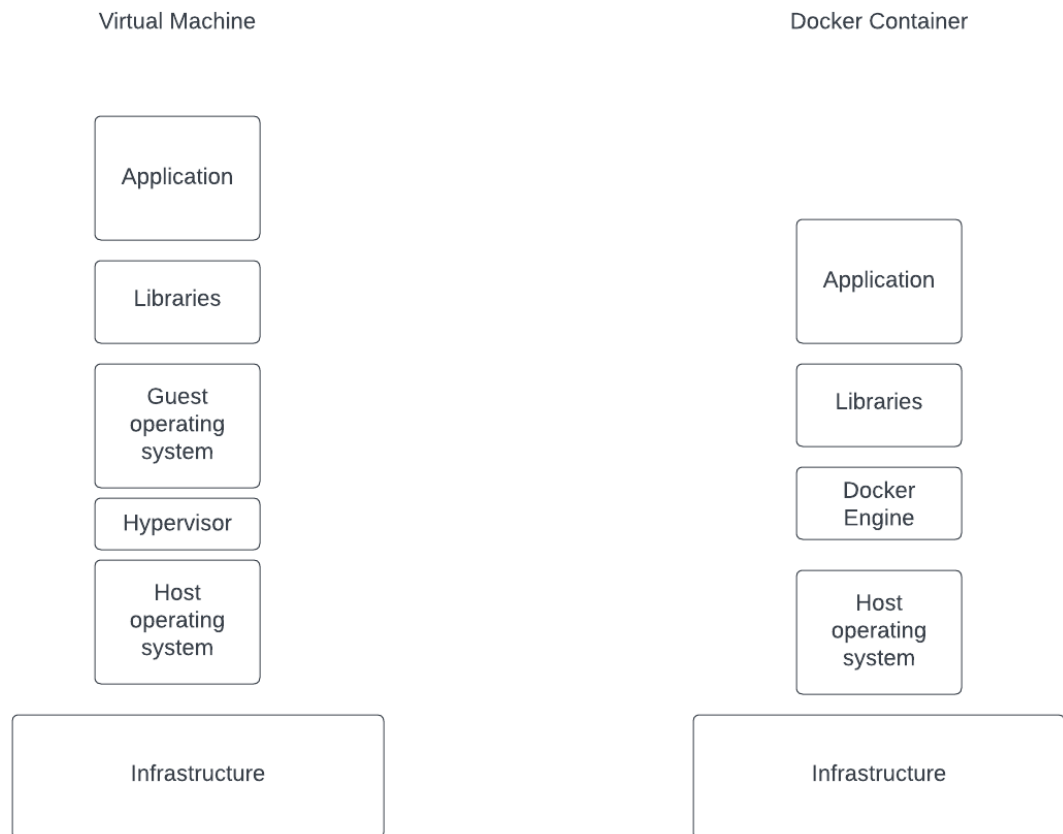 Virtual Machine
Docker Container
Application
Libraries
Guest
operating
system
Hypervisor
Host
operating
system
Infrastructure
Application
Libraries
Docker
Engine
Host
operating
system
Infrastructure